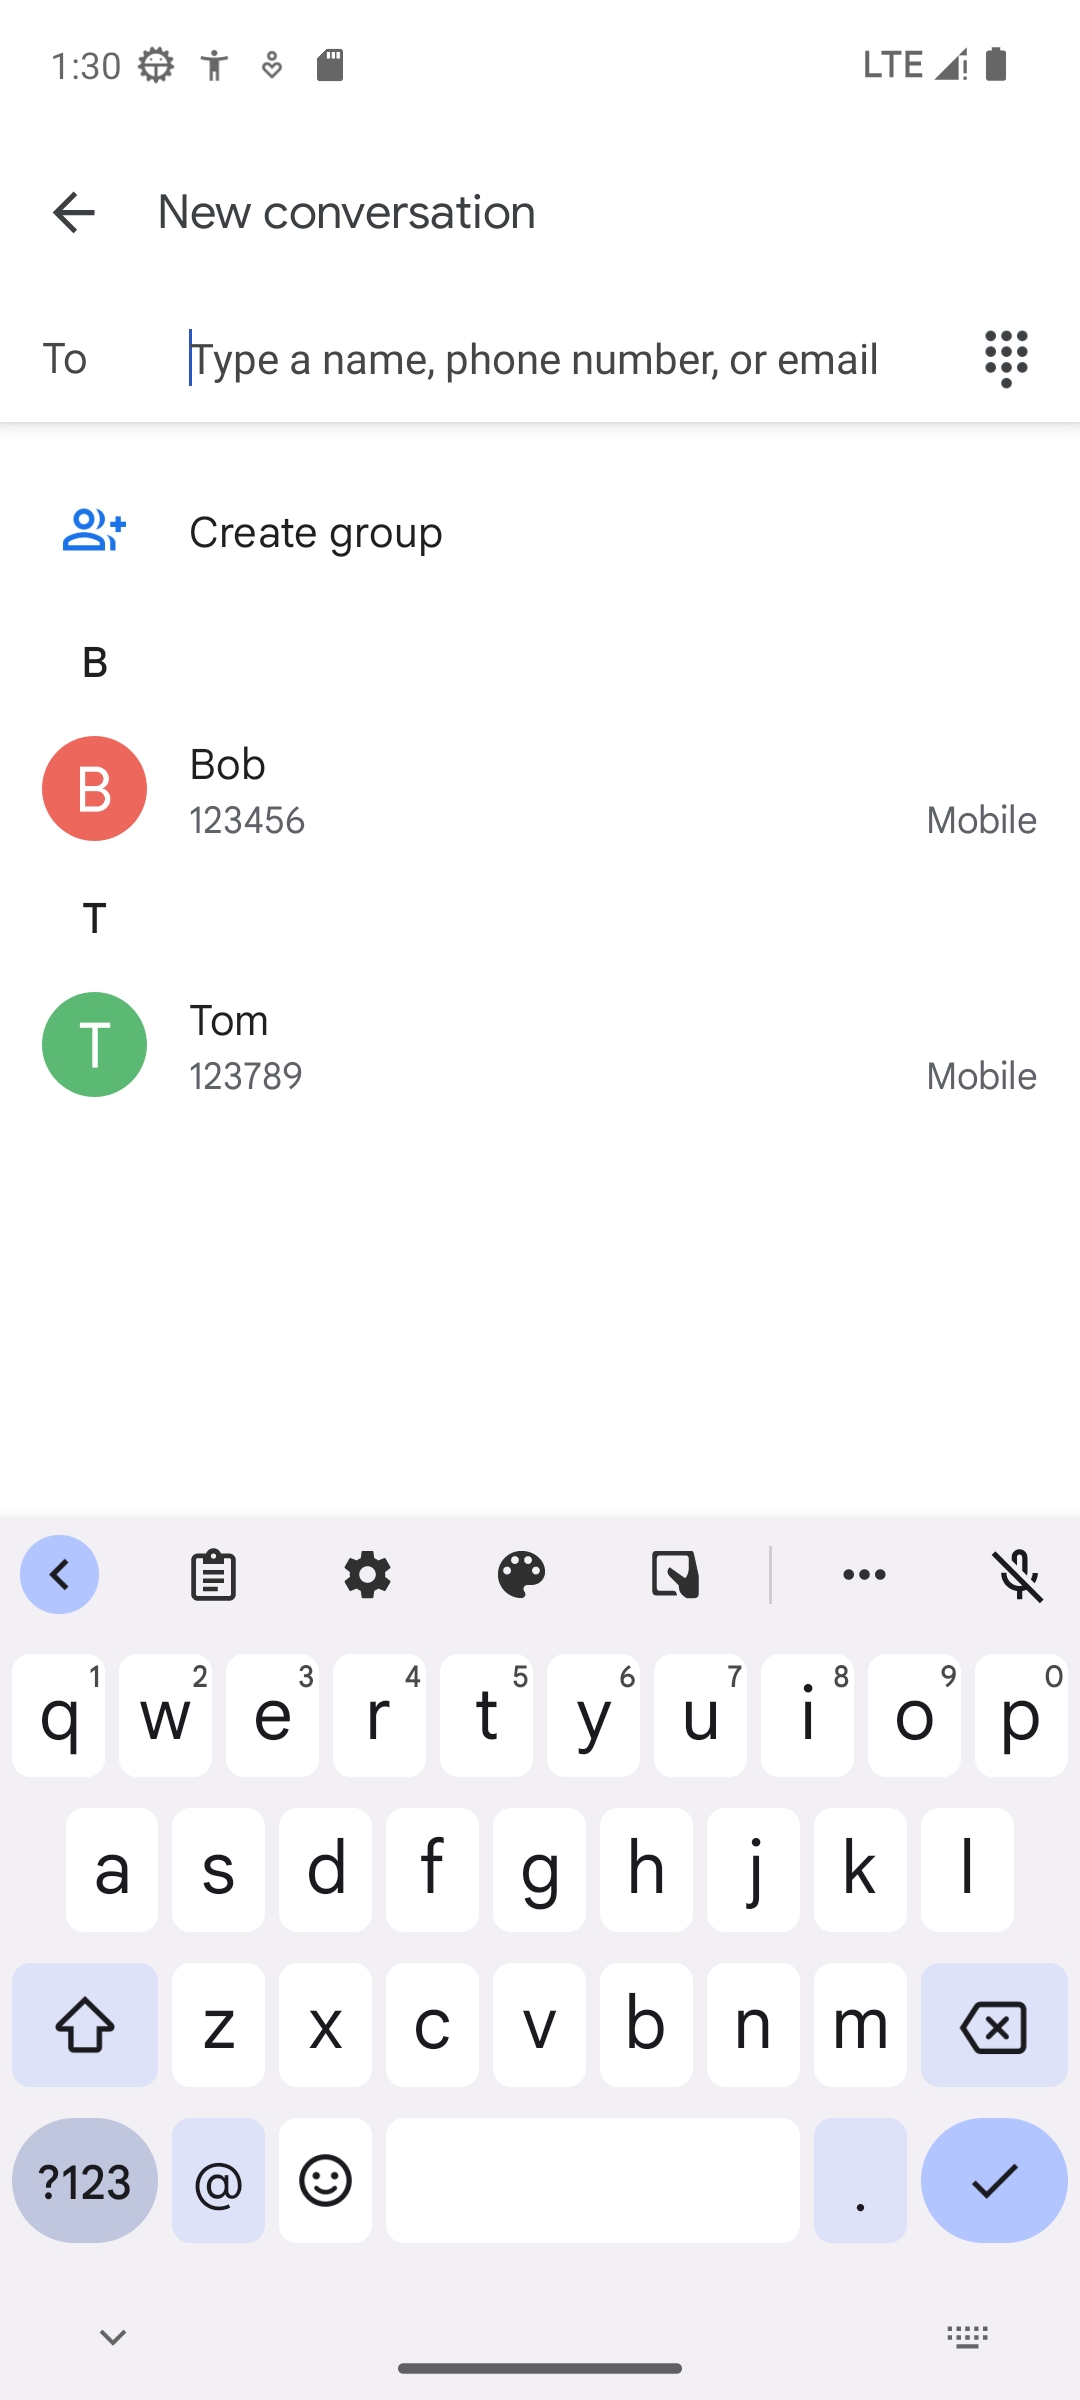 1:30
LTE
New conversation
To
Type a name, phone number, or email
Create group
B
B
Bob
123456
Mobile
T
T
Tom
123789
Mobile
q1 w2 e3 r4 t5 y6 u7 i8 o9 p0
a s d f g h j k l
z x c v b n m
?123 @ .